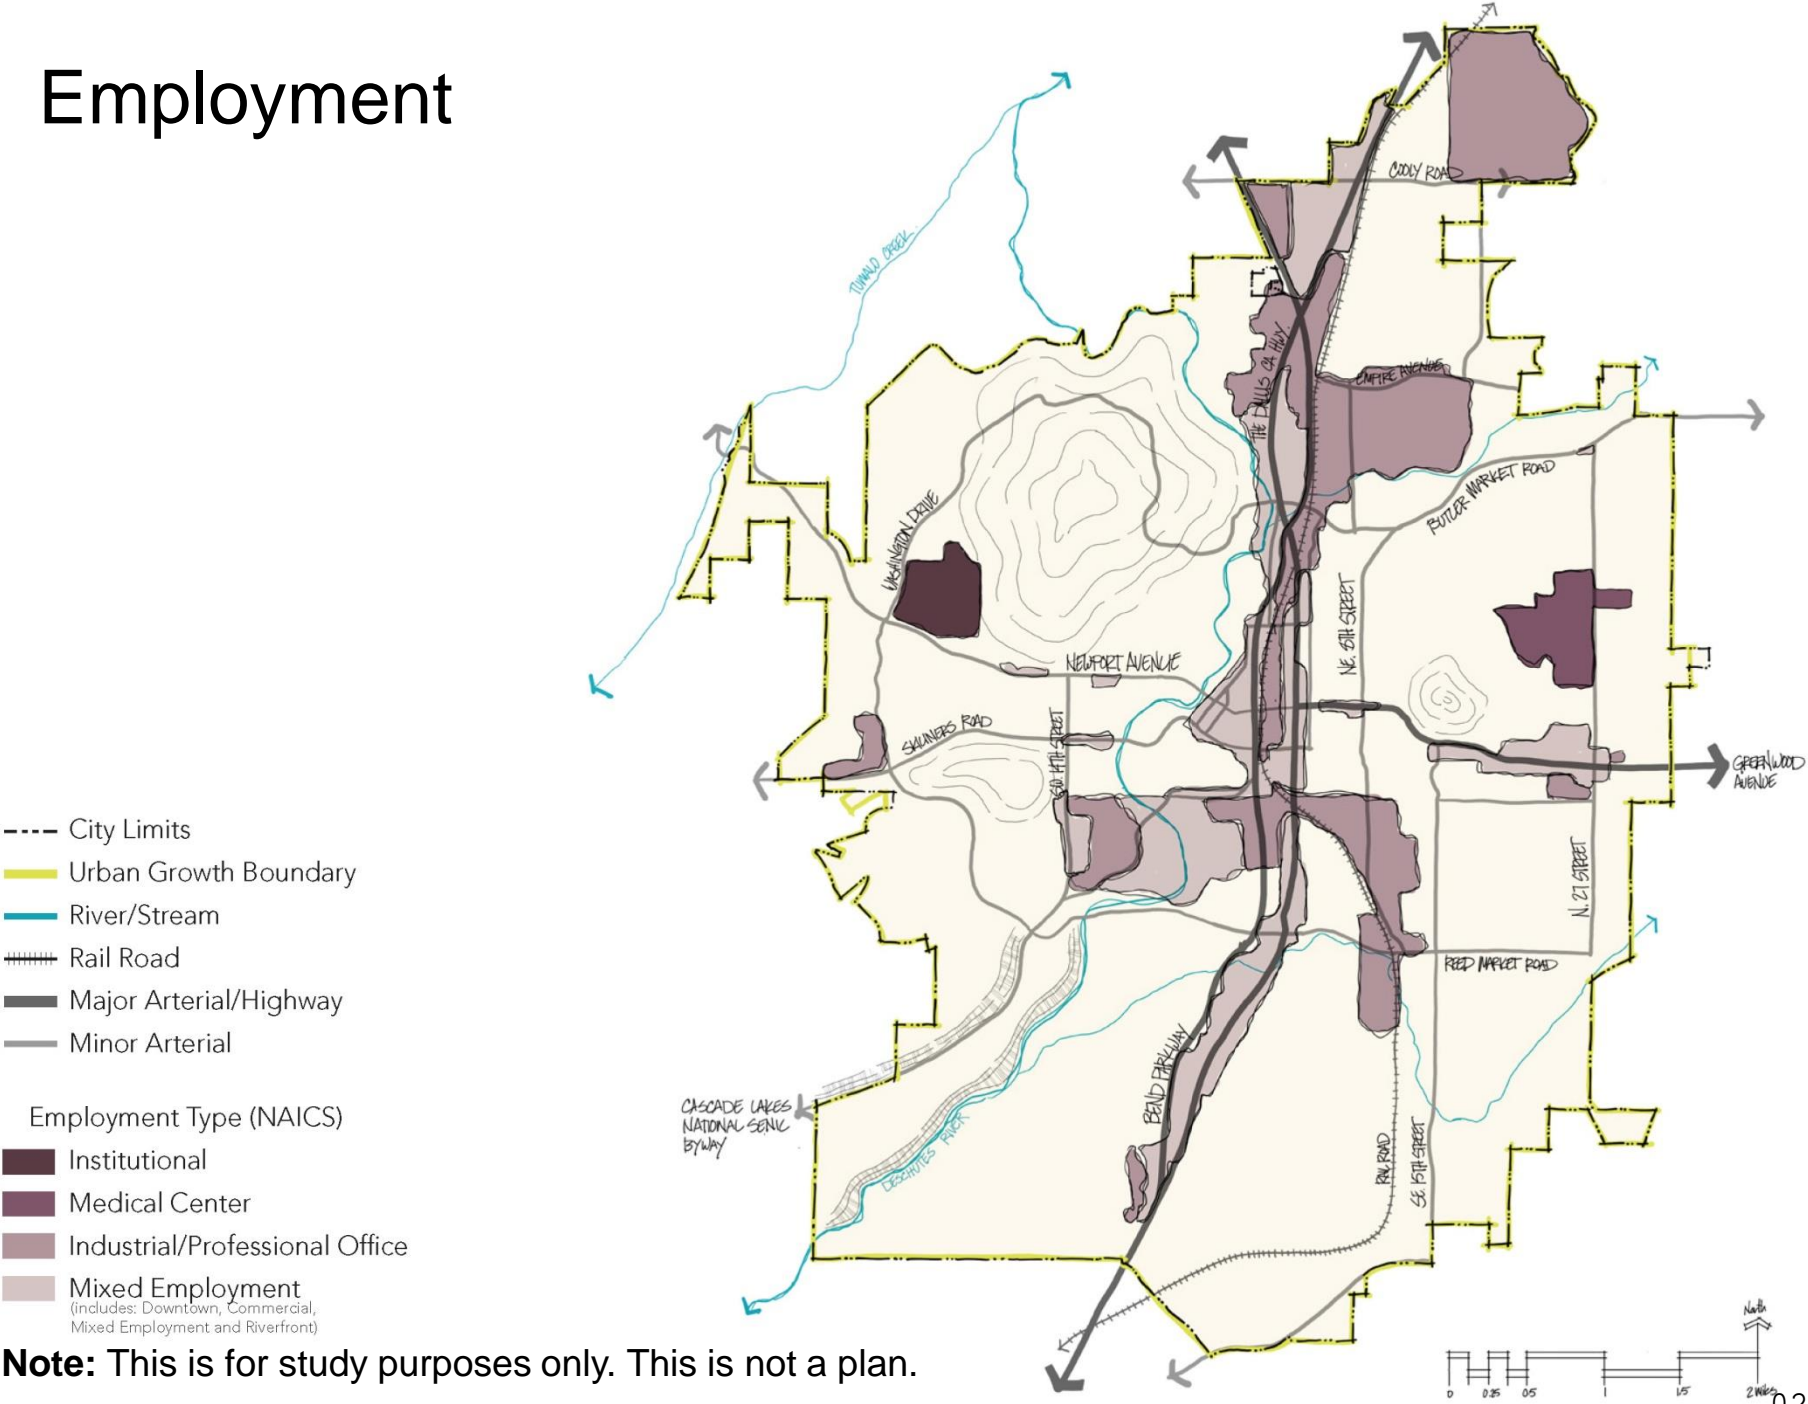 Employment
COOLY ROAD
TUMALO CREEK
THE DALLES CA HWY.
EMPIRE AVENUE
BUTLER MARKET ROAD
WASHINGTON DRIVE
NE. 8TH STREET
NEWPORT AVENUE
SKLINERS ROAD
S.W. 14TH STREET
GREENWOOD
AVENUE
City Limits
Urban Growth Boundary
River/Stream
Rail Road
Major Arterial/Highway
Minor Arterial
N. 27 STREET
REED MARKET ROAD
BEND PARKWAY
CASCADE LAKES
NATIONAL SENIC
BYWAY
DESCHUTES RIVER
RAIL ROAD
SE. 15TH STREET
Employment Type (NAICS)
Institutional
Medical Center
Industrial/Professional Office
Mixed Employment
(includes: Downtown, Commercial,
Mixed Employment and Riverfront)
Note: This is for study purposes only. This is not a plan.
North
0 0.25 0.5 1 1.5 2 Miles